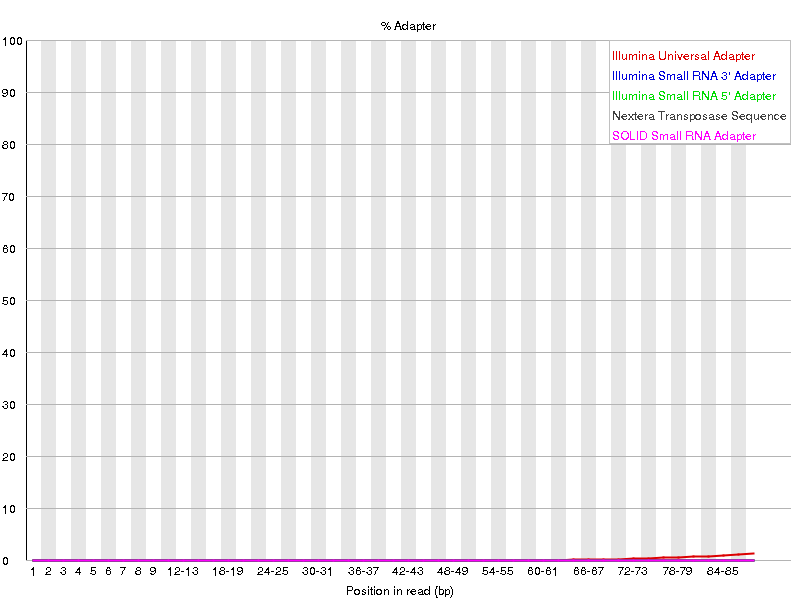 % Adapter
100
90
80
70
60
50
40
30
20
10
0
Illumina Universal Adapter
Illumina Small RNA 3' Adapter
Illumina Small RNA 5' Adapter
Nextera Transposase Sequence
SOLID Small RNA Adapter
1 2 3 4 5 6 7 8 9 12-13 18-19 24-25 30-31 36-37 42-43 48-49 54-55 60-61 66-67 72-73 78-79 84-85
Position in read (bp)